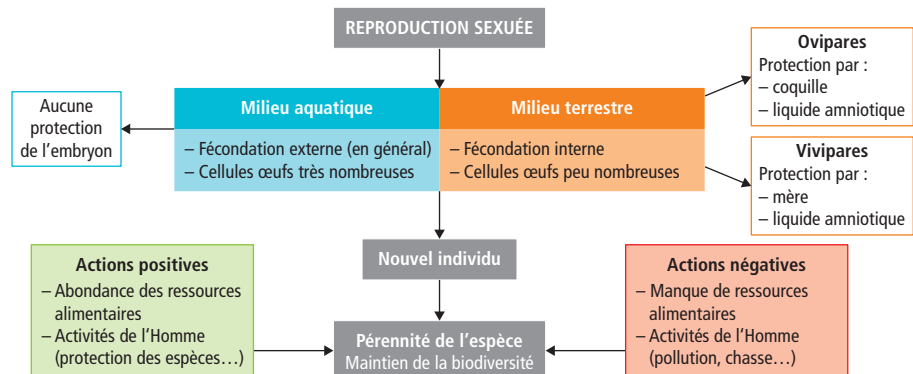 REPRODUCTION SEXUÉE
Aucune
protection
de l'embryon
Milieu aquatique
– Fécondation externe (en général)
– Cellules œufs très nombreuses
Milieu terrestre
– Fécondation interne
– Cellules œufs peu nombreuses
Ovipares
Protection par :
– coquille
– liquide amniotique
Vivipares
Protection par :
– mère
– liquide amniotique
Nouvel individu
Actions positives
– Abondance des ressources
alimentaires
– Activités de l'Homme
(protection des espèces…)
Pérennité de l'espèce
Maintien de la biodiversité
Actions négatives
– Manque de ressources
alimentaires
– Activités de l'Homme
(pollution, chasse…)